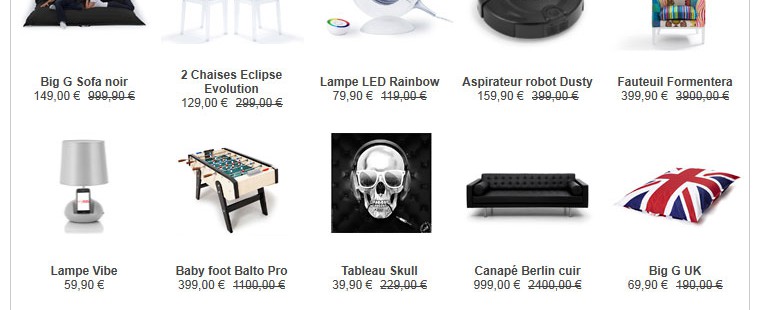 Big G Sofa noir
149,00 € 999,90 €
2 Chaises Eclipse
Evolution
129,00 € 299,00 €
Lampe LED Rainbow
79,90 € 119,00 €
Aspirateur robot Dusty
159,90 € 399,00 €
Fauteuil Formentera
399,90 € 3900,00 €
Lampe Vibe
59,90 €
Baby foot Balto Pro
399,00 € 1100,00 €
Tableau Skull
39,90 € 229,00 €
Canapé Berlin cuir
999,00 € 2400,00 €
Big G UK
69,90 € 190,00 €